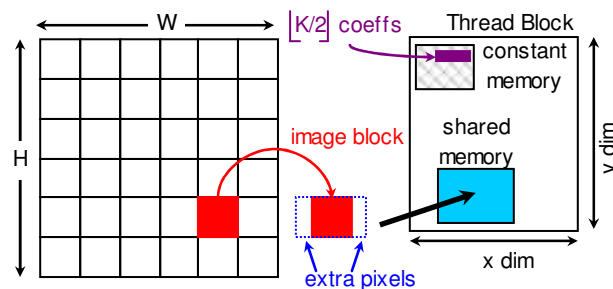 W
H
⌊K/2⌋ coeffs
Thread Block
constant
memory
image block
shared
memory
y dim
extra pixels
x dim